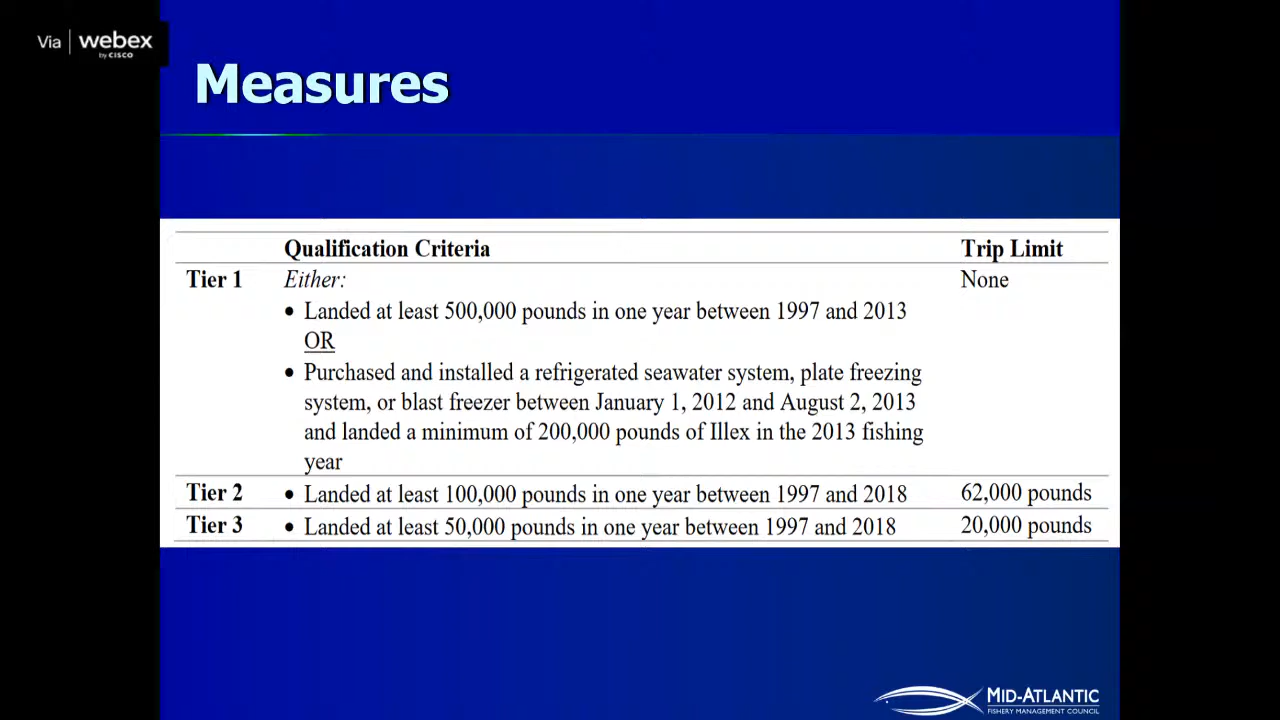 Via | webex
by CISCO
Measures
Qualification Criteria Trip Limit
Tier 1 Either: None
• Landed at least 500,000 pounds in one year between 1997 and 2013
OR
• Purchased and installed a refrigerated seawater system, plate freezing
system, or blast freezer between January 1, 2012 and August 2, 2013
and landed a minimum of 200,000 pounds of Illex in the 2013 fishing
year
Tier 2 • Landed at least 100,000 pounds in one year between 1997 and 2018 62,000 pounds
Tier 3 • Landed at least 50,000 pounds in one year between 1997 and 2018 20,000 pounds
MID-ATLANTIC
FISHERY MANAGEMENT COUNCIL